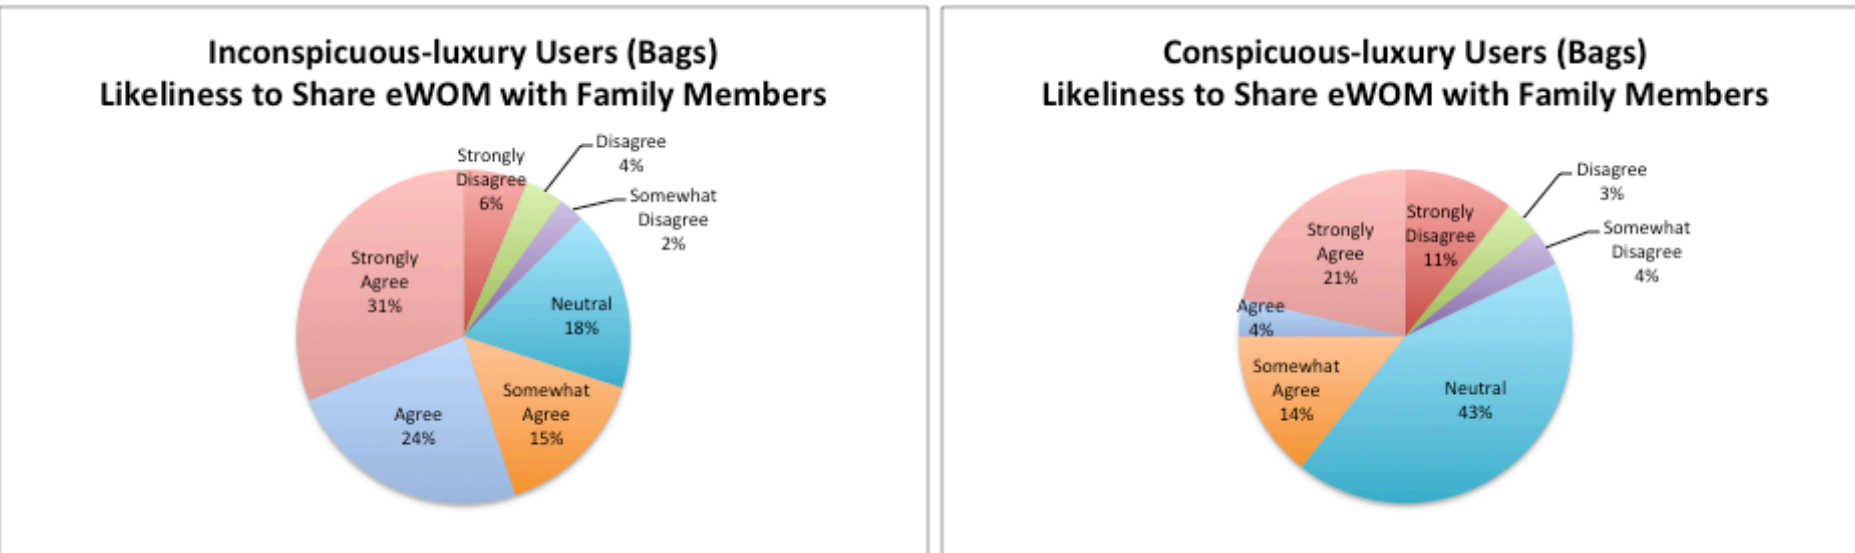 Inconspicuous-luxury Users (Bags)
Likeliness to Share eWOM with Family Members
Strongly
Disagree
6%
Disagree
4%
Somewhat
Disagree
2%
Neutral
18%
Somewhat
Agree
15%
Agree
24%
Strongly
Agree
31%
Conspicuous-luxury Users (Bags)
Likeliness to Share eWOM with Family Members
Strongly
Disagree
11%
Disagree
3%
Somewhat
Disagree
4%
Neutral
43%
Somewhat
Agree
14%
Agree
4%
Strongly
Agree
21%